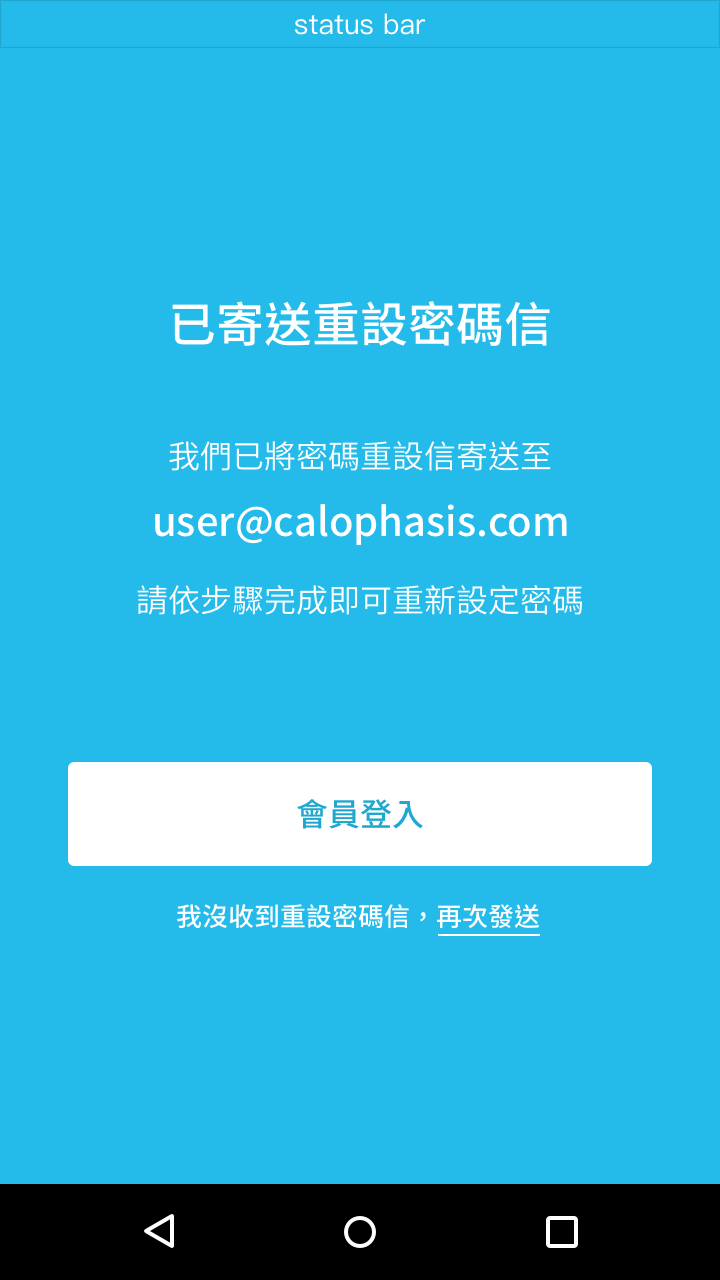 status bar
已寄送重設密碼信
我們已將密碼重設信寄送至
user@calophasis.com
請依步驟完成即可重新設定密碼
會員登入
我沒收到重設密碼信，再次發送